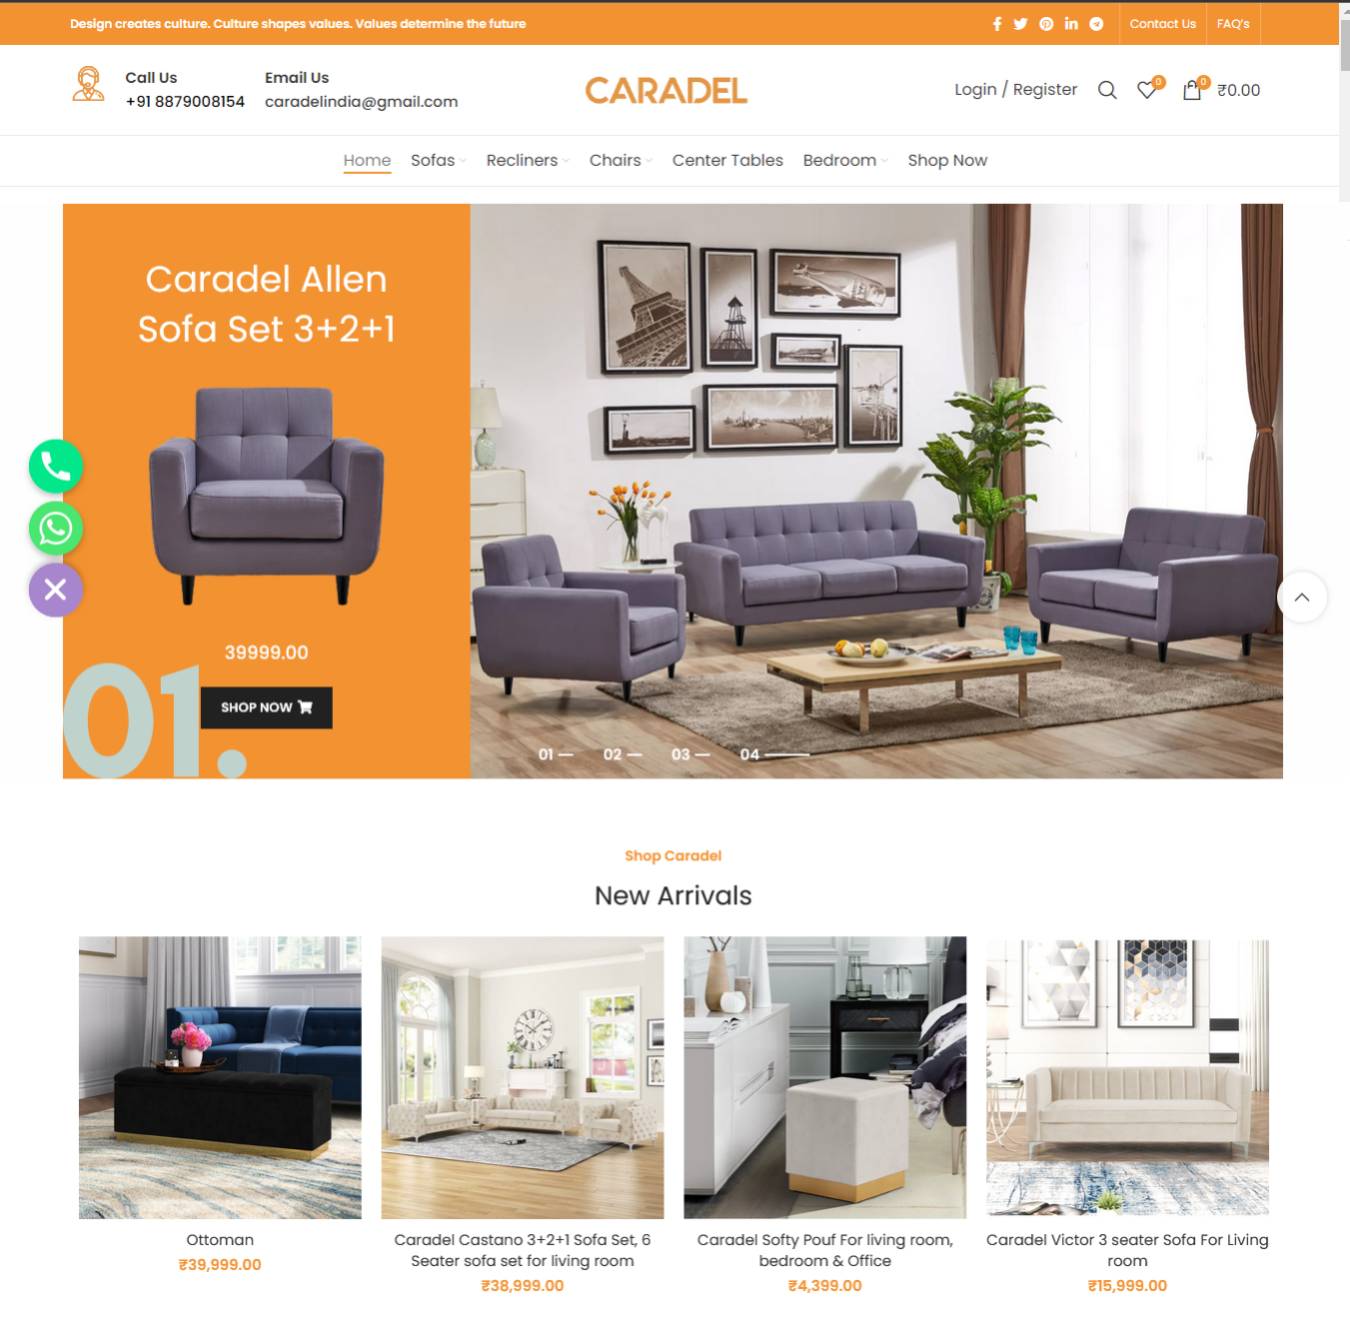 Design creates culture. Culture shapes values. Values determine the future
Contact Us
FAQ's
Call Us
+91 8879008154
Email Us
caradelindia@gmail.com
CARADEL
Login / Register
0
0
₹0.00
Home
Sofas
Recliners
Chairs
Center Tables
Bedroom
Shop Now
Caradel Allen
Sofa Set 3+2+1
39999.00
SHOP NOW
01.
01
02
03
04
Shop Caradel
New Arrivals
Ottoman
₹39,999.00
Caradel Castano 3+2+1 Sofa Set, 6
Seater sofa set for living room
₹38,999.00
Caradel Softy Pouf For living room,
bedroom & Office
₹4,399.00
Caradel Victor 3 seater Sofa For Living
room
₹15,999.00